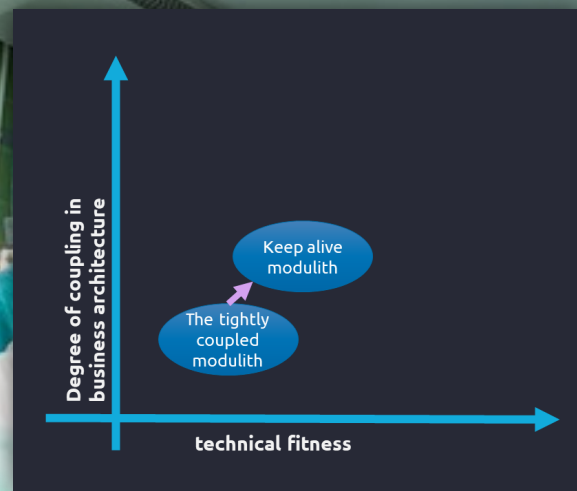 Degree of coupling in
business architecture
Keep alive
modulith
The tightly
coupled
modulith
technical fitness